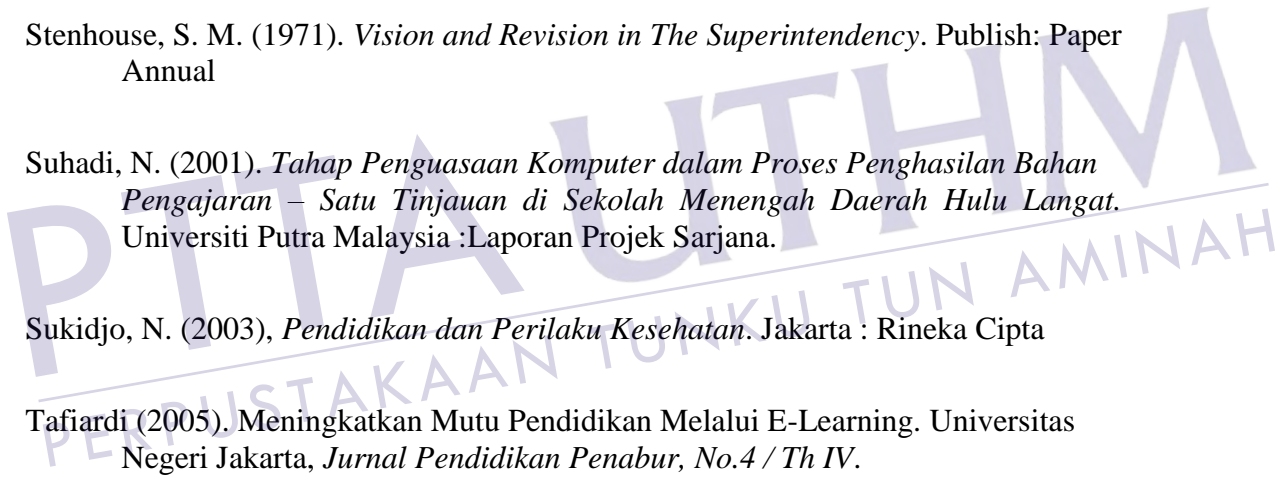 Stenhouse, S. M. (1971). Vision and Revision in The Superintendency. Publish: Paper
Annual
Suhadi, N. (2001). Tahap Penguasaan Komputer dalam Proses Penghasilan Bahan
Pengajaran – Satu Tinjauan di Sekolah Menengah Daerah Hulu Langat.
Universiti Putra Malaysia :Laporan Projek Sarjana.
Sukidjo, N. (2003), Pendidikan dan Perilaku Kesehatan. Jakarta : Rineka Cipta
Tafiardi (2005). Meningkatkan Mutu Pendidikan Melalui E-Learning. Universitas
Negeri Jakarta, Jurnal Pendidikan Penabur, No.4 / Th IV.
PTTA UTHM
PERPUSTAKAAN TUNKU TUN AMINAH